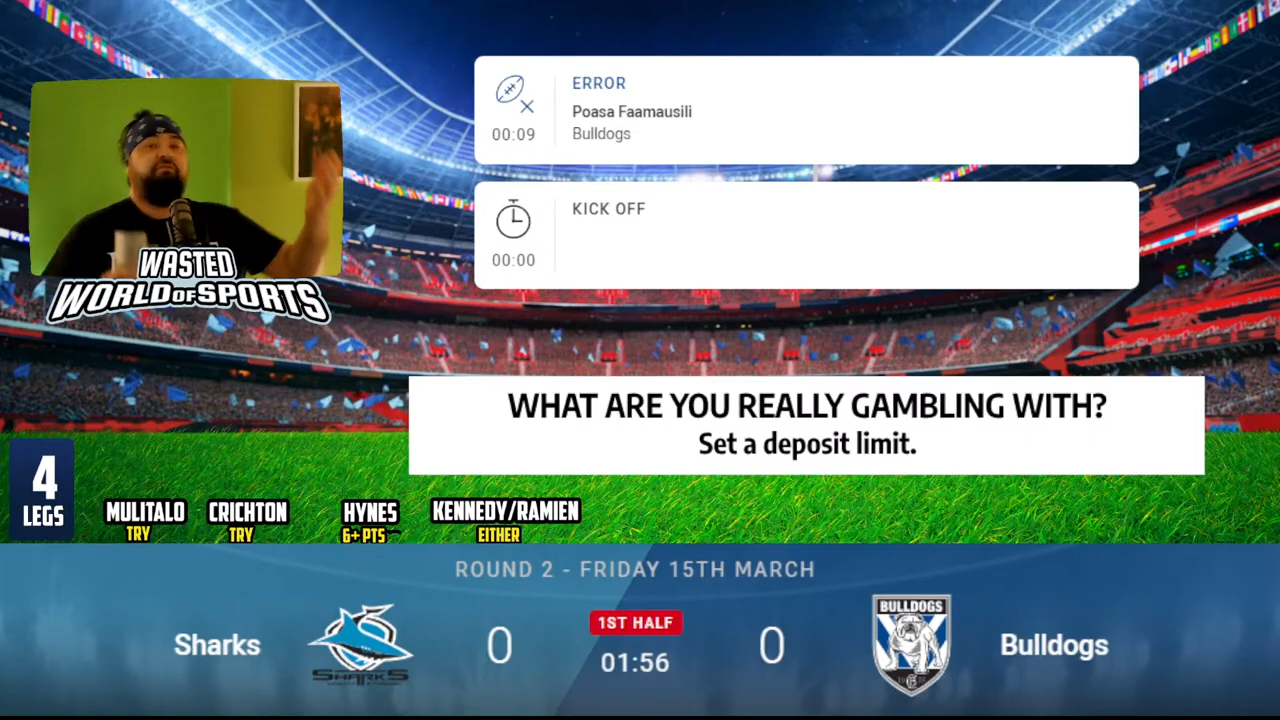 ERROR
Poasa Faamausili
00:09
Bulldogs
KICK OFF
00:00
WASTED
WORLD OF SPORTS
WHAT ARE YOU REALLY GAMBLING WITH?
Set a deposit limit.
4
LEGS
MULITALO
TRY
CRICHTON
TRY
HYNES
6+ PTS
KENNEDY/RAMIEN
EITHER
ROUND 2 - FRIDAY 15TH MARCH
Sharks
SHARKS
0
1ST HALF
01:56
0
BULLDOGS
Bulldogs